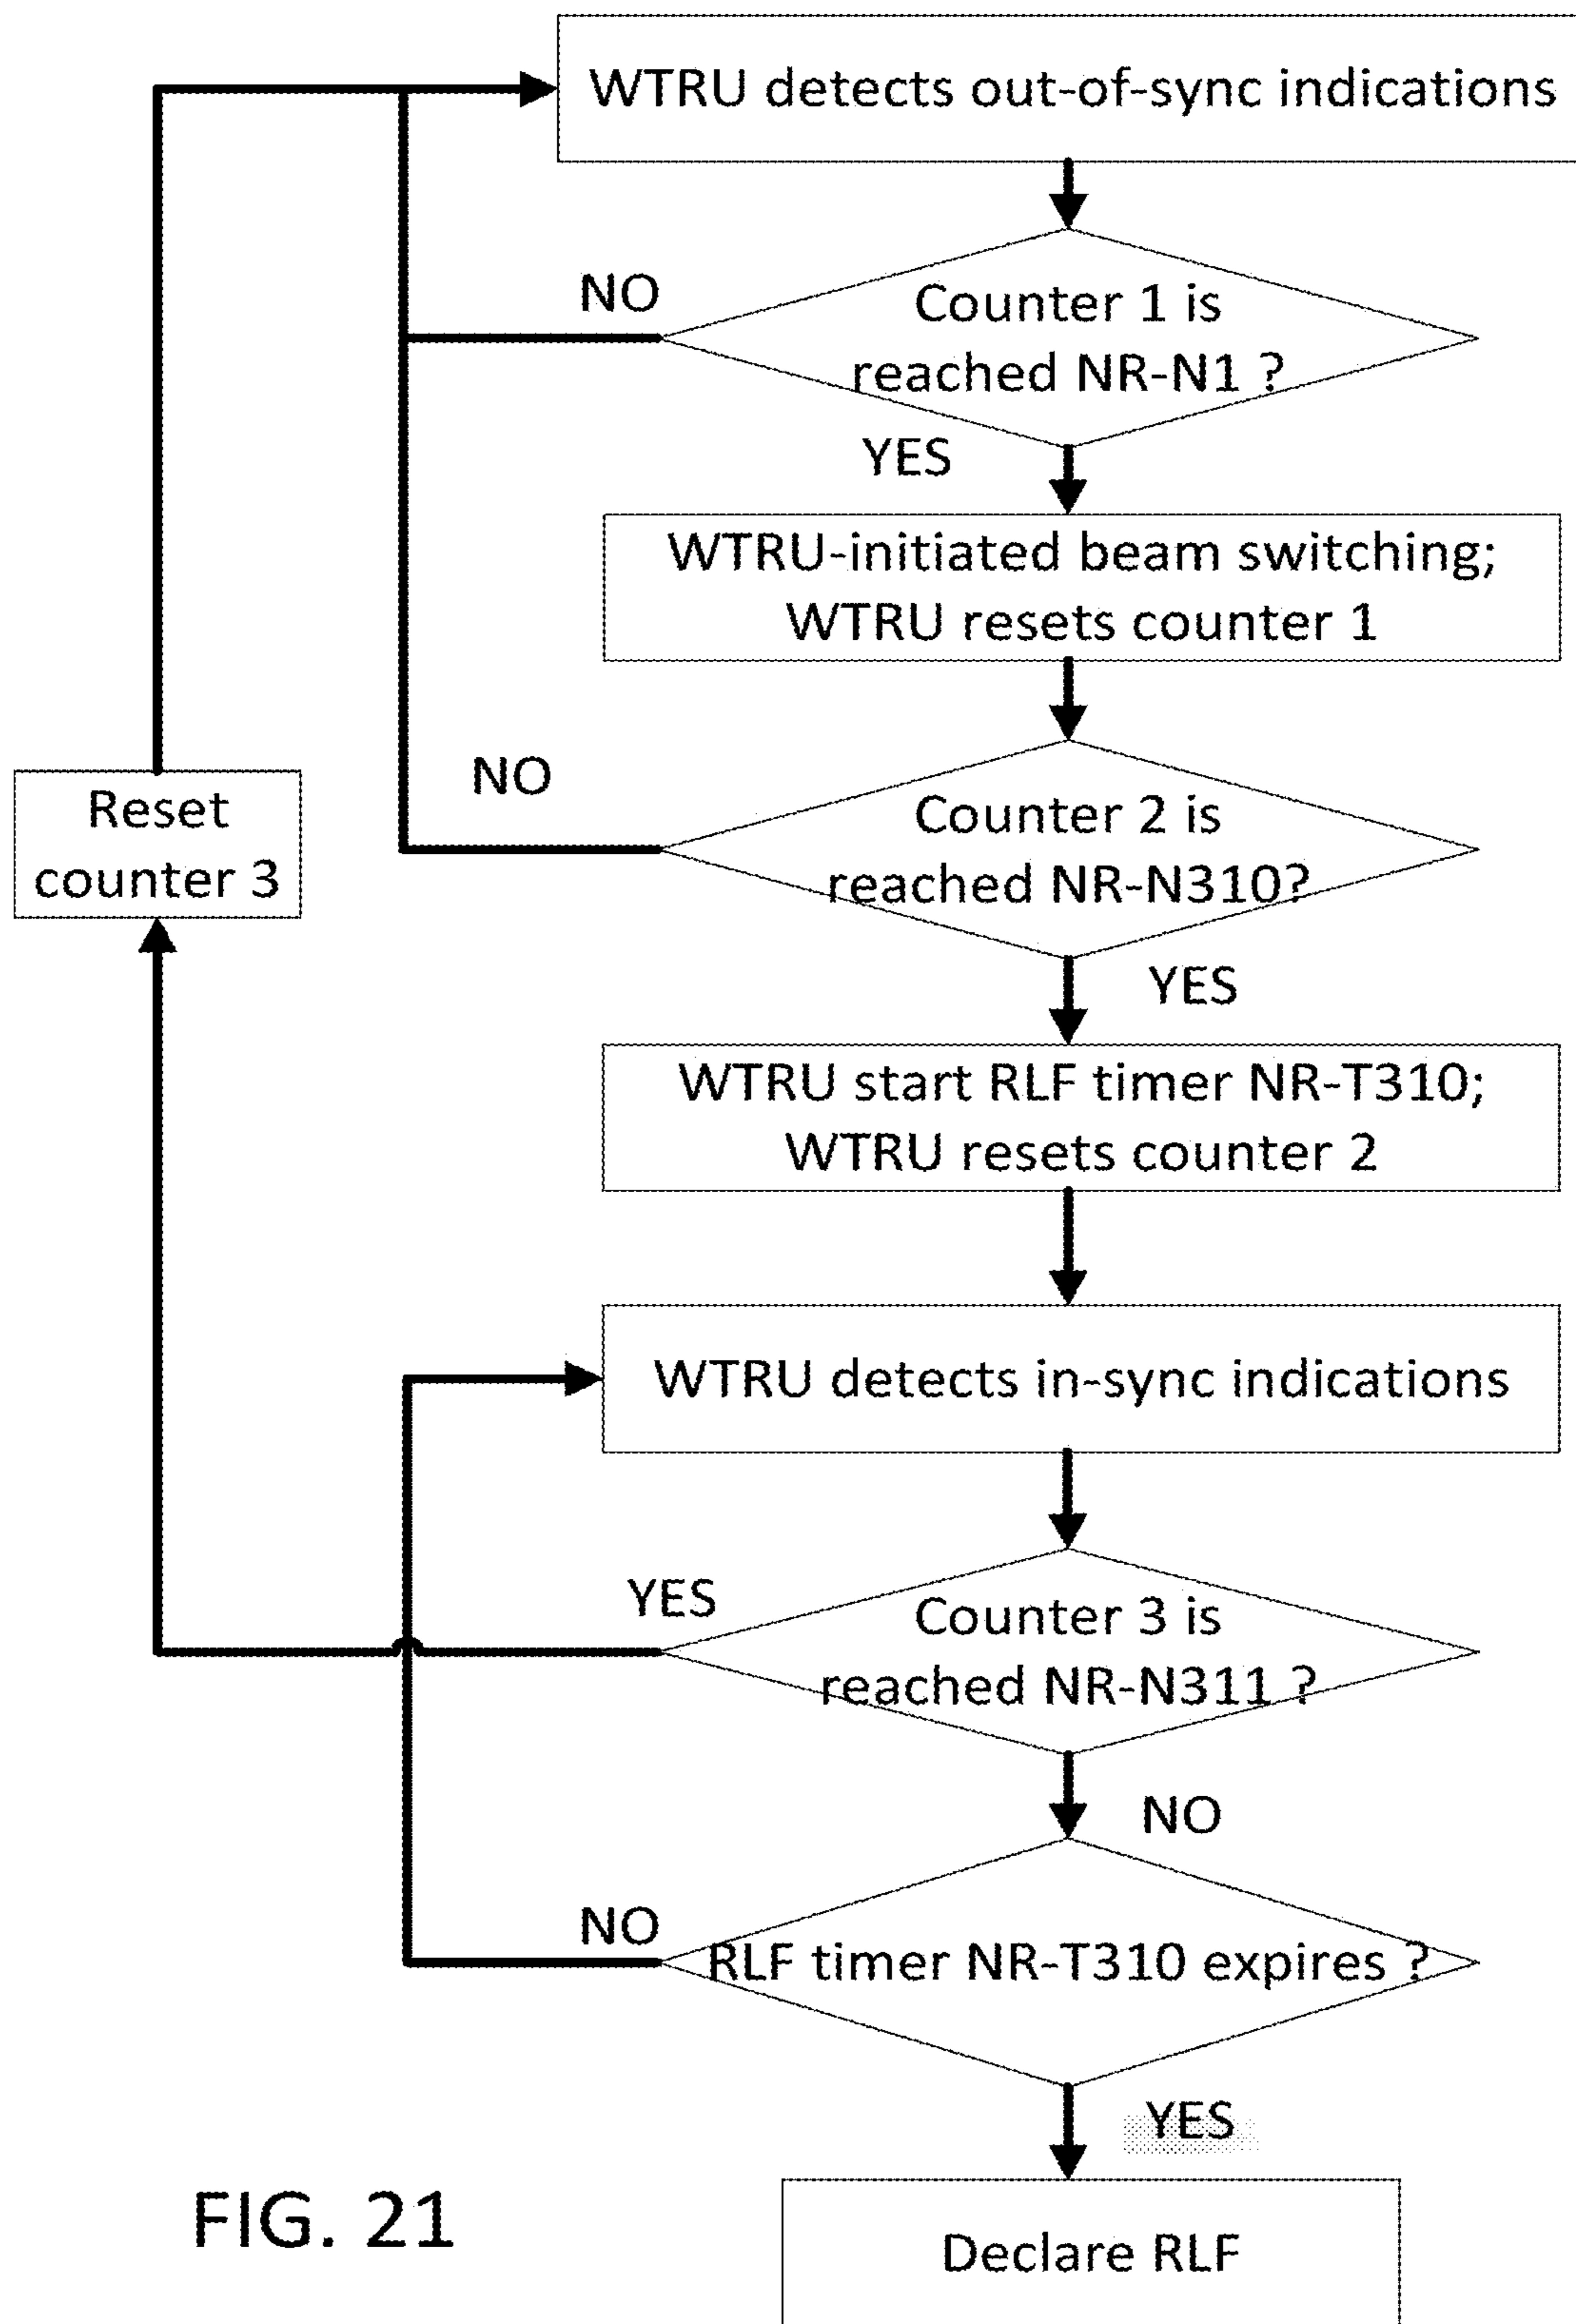 WTRU detects out-of-sync indications
NO
Counter 1 is
reached NR-N1 ?
YES
WTRU-initiated beam switching;
WTRU resets counter 1
NO
Reset
counter 3
Counter 2 is
reached NR-N310?
YES
WTRU start RLF timer NR-T310;
WTRU resets counter 2
WTRU detects in-sync indications
YES
Counter 3 is
reached NR-N311 ?
NO
NO
RLF timer NR-T310 expires ?
YES
FIG. 21
Declare RLF